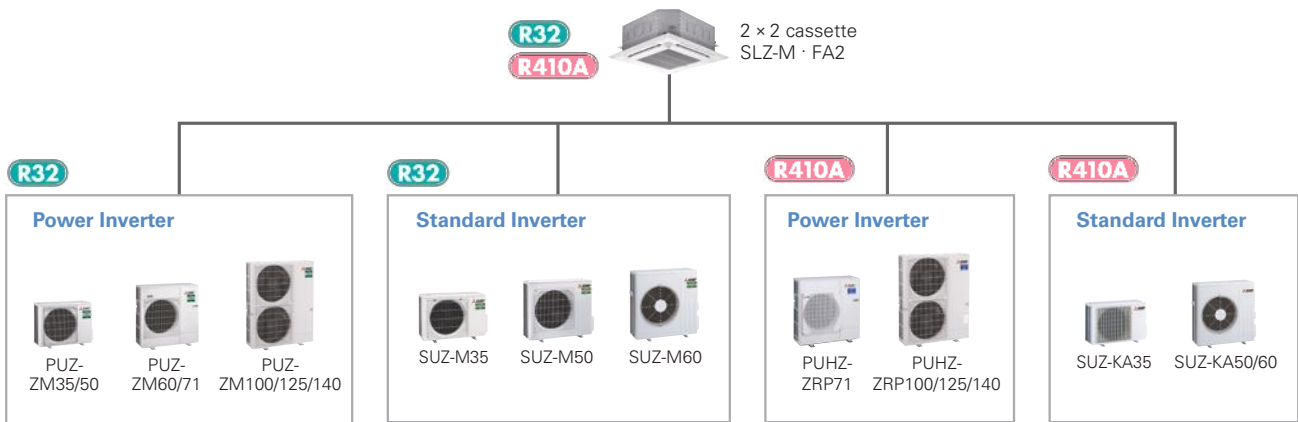 R32
R410A
2 × 2 cassette
SLZ-M · FA2
R32
R32
R410A
R410A
Power Inverter
PUZ-
ZM35/50
PUZ-
ZM60/71
PUZ-
ZM100/125/140
Standard Inverter
SUZ-M35
SUZ-M50
SUZ-M60
Power Inverter
PUHZ-
ZRP71
PUHZ-
ZRP100/125/140
Standard Inverter
SUZ-KA35
SUZ-KA50/60